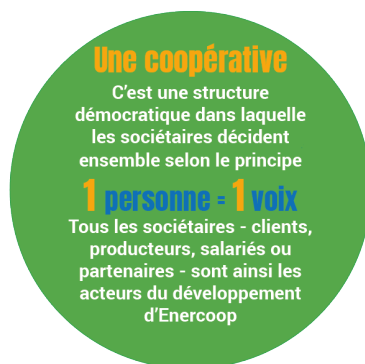 Une coopérative
C'est une structure
démocratique dans laquelle
les sociétaires décident
ensemble selon le principe
1 personne = 1 voix
Tous les sociétaires - clients,
producteurs, salariés ou
partenaires - sont ainsi les
acteurs du développement
d'Enercoop